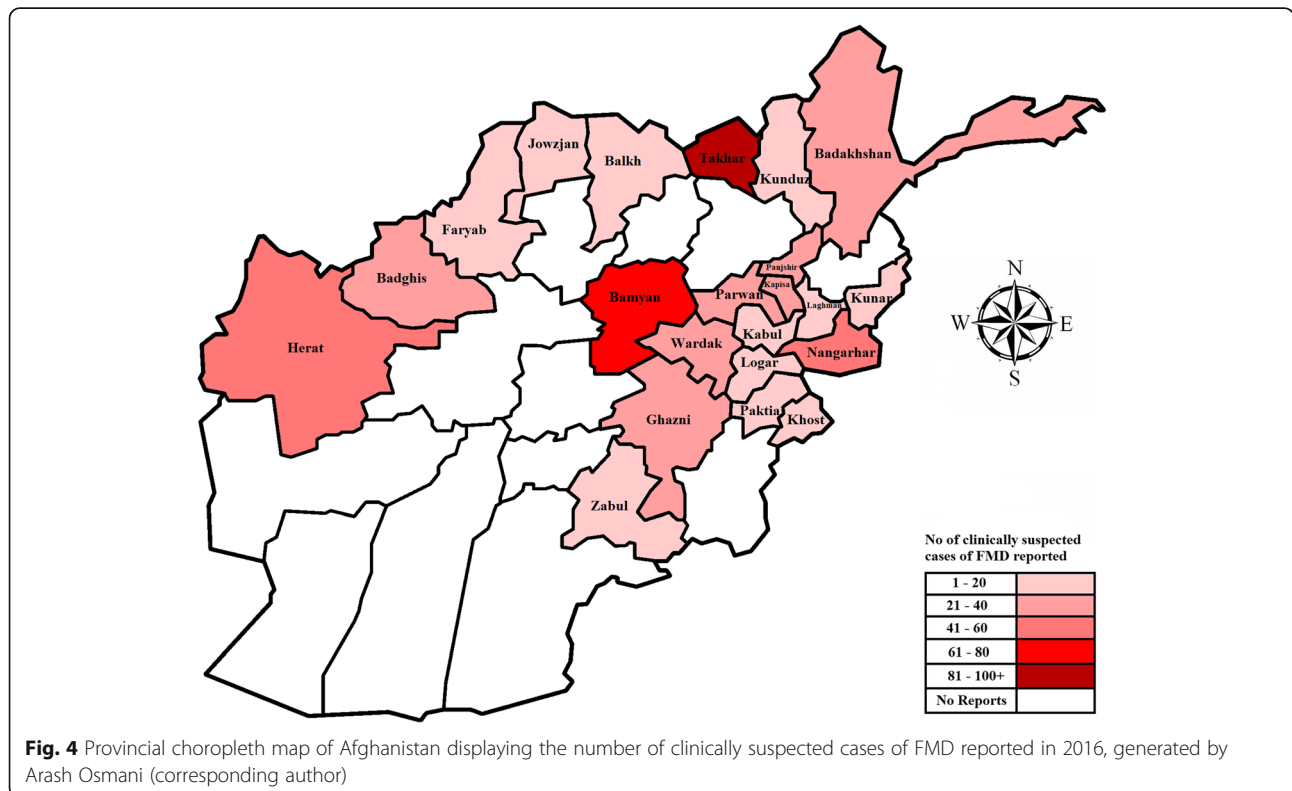 Jowzjan
Balkh
Takhar
Kunduz
Badakhshan
Faryab
Badghis
Herat
Bamyan
Panjshir
Kapisa
Parwan
Laghman
Kunar
Kabul
Wardak
Nangarhar
Logar
Ghazni
Paktia
Khost
Zabul
N
W E
S
No of clinically suspected
cases of FMD reported
1 - 20
21 - 40
41 - 60
61 - 80
81 - 100+
No Reports
Fig. 4 Provincial choropleth map of Afghanistan displaying the number of clinically suspected cases of FMD reported in 2016, generated by
Arash Osmani (corresponding author)